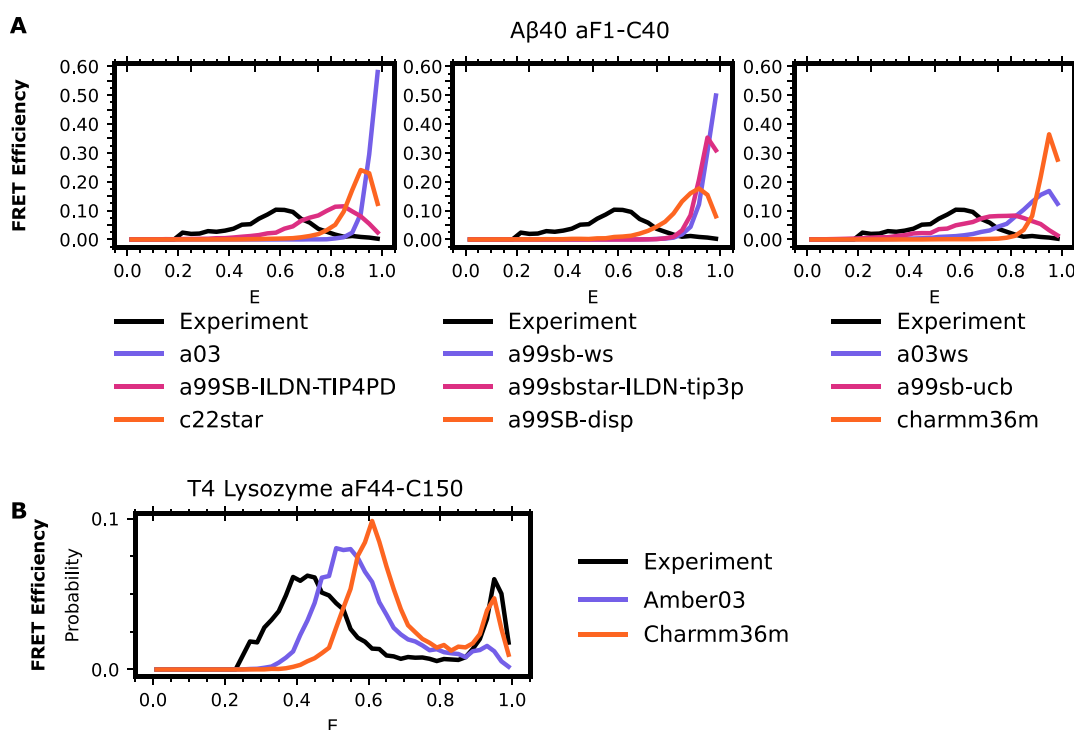 A
Aβ40 aF1-C40
FRET Efficiency
0.60 0.50 0.40 0.30 0.20 0.10 0.00
0.0 0.2 0.4 0.6 0.8 1.0
E
0.60 0.50 0.40 0.30 0.20 0.10 0.00
0.0 0.2 0.4 0.6 0.8 1.0
E
0.60 0.50 0.40 0.30 0.20 0.10 0.00
0.0 0.2 0.4 0.6 0.8 1.0
E
Experiment
a03
a99SB-ILDN-TIP4PD
c22star
Experiment
a99sb-ws
a99sbstar-ILDN-tip3p
a99SB-disp
Experiment
a03ws
a99sb-ucb
charmm36m
B
T4 Lysozyme aF44-C150
FRET Efficiency
Probability
0.1
0.0
0.0 0.2 0.4 0.6 0.8 1.0
E
Experiment
Amber03
Charmm36m